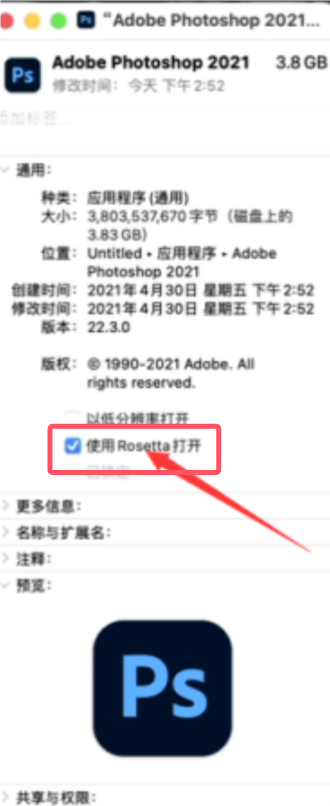 Ps "Adobe Photoshop 2021...
Ps Adobe Photoshop 2021 3.8 GB
修改时间：今天 下午2:52
添加标签...
通用：
种类：应用程序（通用）
大小：3,803,537,670 字节（磁盘上的
3.83 GB）
位置：Untitled • 应用程序 • Adobe
Photoshop 2021
创建时间：2021年4月30日 星期五 下午2:52
修改时间：2021年4月30日 星期五 下午2:52
版本：22.3.0
版权：© 1990-2021 Adobe. All
rights reserved.
以低分辨率打开
使用 Rosetta 打开
已锁定
更多信息：
名称与扩展名：
注释：
预览：
Ps
共享与权限：